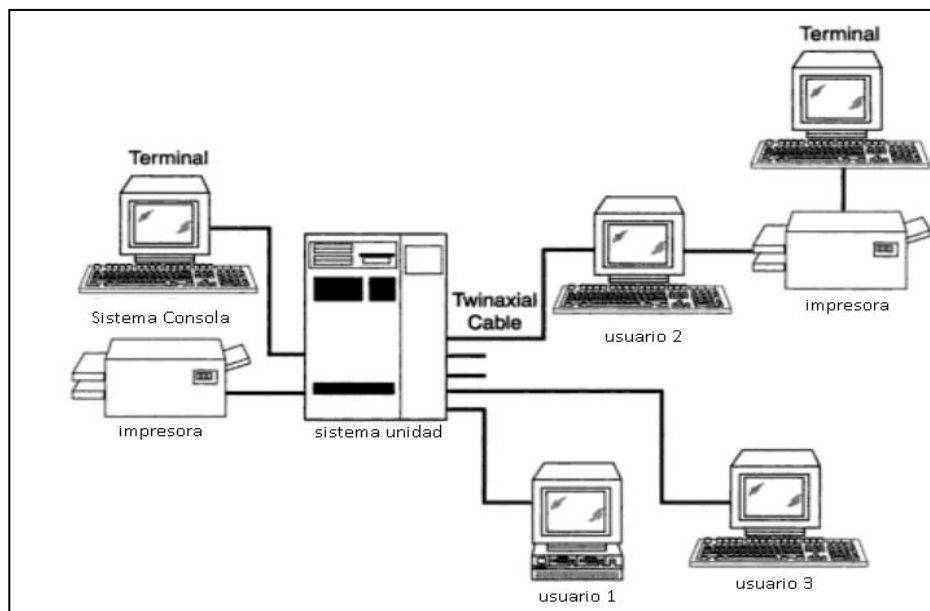 Terminal
Terminal
Sistema Consola
Twinaxial
Cable
usuario 2
impresora
impresora
sistema unidad
usuario 1
usuario 3